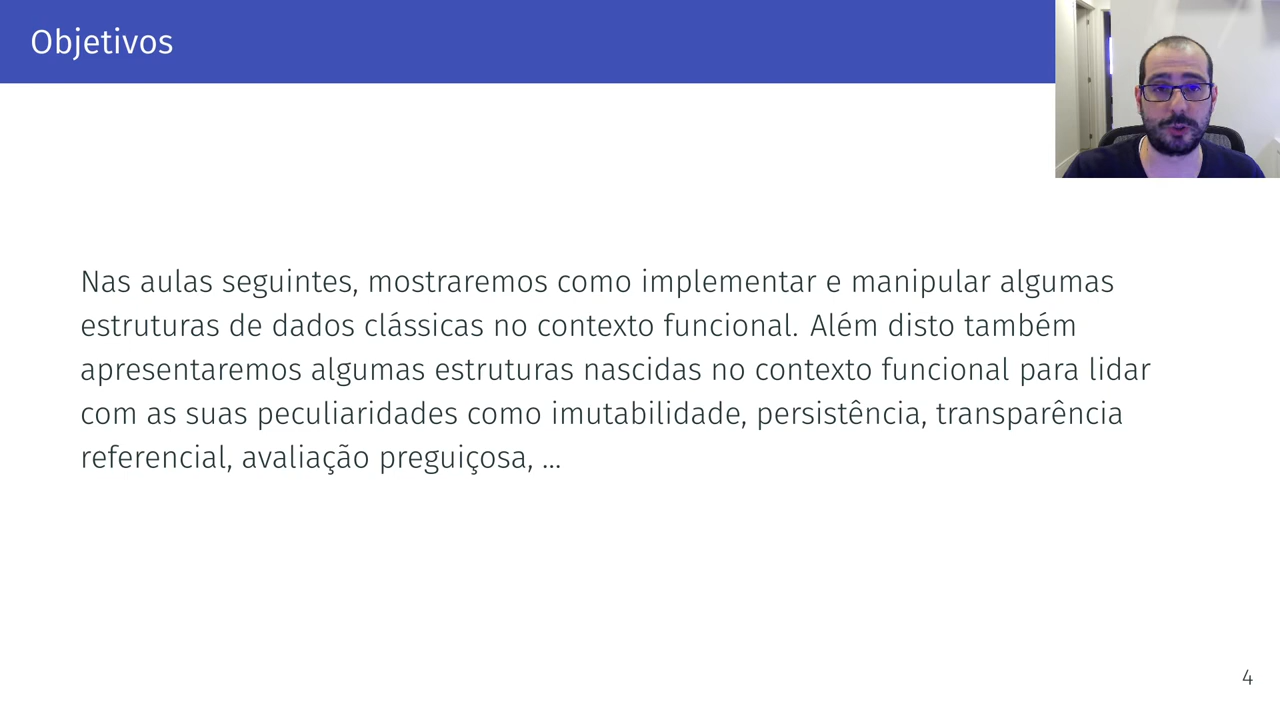 Objetivos
Nas aulas seguintes, mostraremos como implementar e manipular algumas
estruturas de dados clássicas no contexto funcional. Além disto também
apresentaremos algumas estruturas nascidas no contexto funcional para lidar
com as suas peculiaridades como imutabilidade, persistência, transparência
referencial, avaliação preguiçosa, ...
4